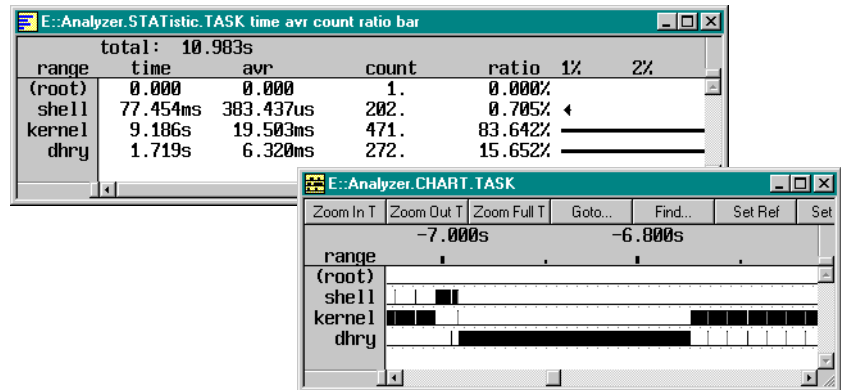 E::Analyzer.STATistic.TASK time avr count ratio bar
total: 10.983s
range time avr count ratio 1% 2%
(root) 0.000 0.000 1. 0.000%
shell 77.454ms 383.437us 202. 0.705%
kernel 9.186s 19.503ms 471. 83.642%
dhry 1.719s 6.320ms 272. 15.652%
E::Analyzer.CHART.TASK
Zoom In T Zoom Out T Zoom Full T Goto... Find... Set Ref Set
-7.000s -6.800s
range
(root)
shell
kernel
dhry